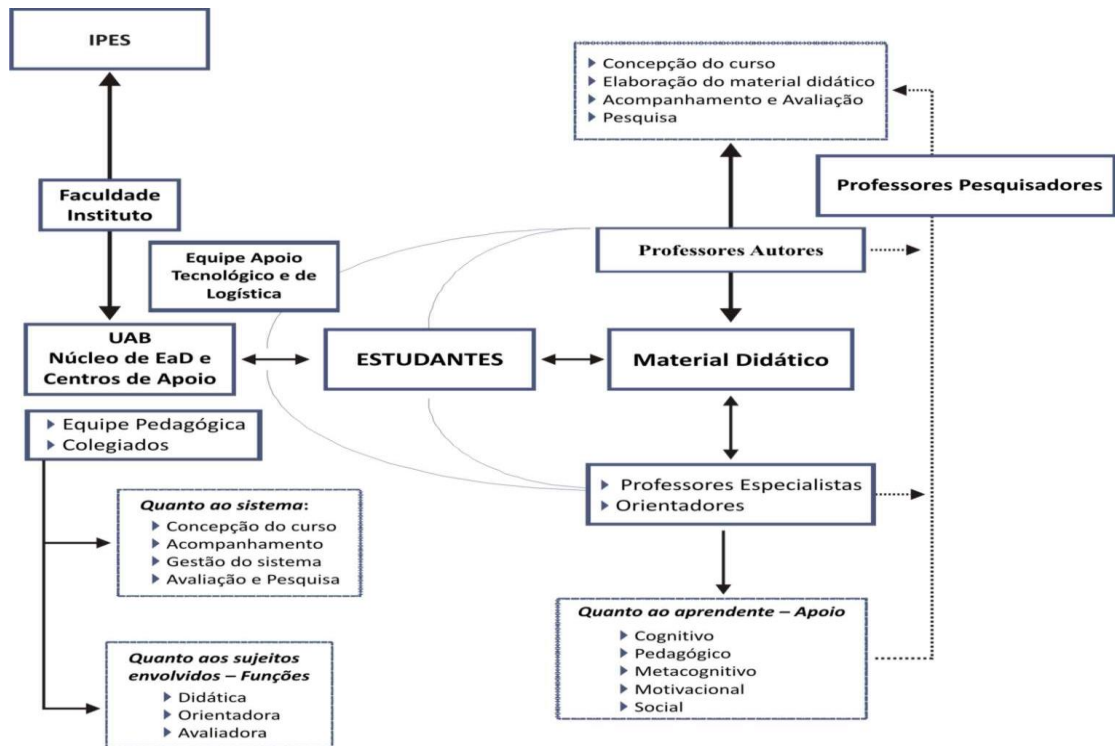 IPES
Concepção do curso
Elaboração do material didático
Acompanhamento e Avaliação
Pesquisa
Professores Pesquisadores
Faculdade
Instituto
Equipe Apoio
Tecnológico e de
Logística
Professores Autores
UAB
Núcleo de EaD e
Centros de Apoio
ESTUDANTES
Material Didático
Equipe Pedagógica
Colegiados
Professores Especialistas
Orientadores
Quanto ao sistema:
Concepção do curso
Acompanhamento
Gestão do sistema
Avaliação e Pesquisa
Quanto ao aprendente – Apoio
Cognitivo
Pedagógico
Metacognitivo
Motivacional
Social
Quanto aos sujeitos
envolvidos – Funções
Didática
Orientadora
Avaliadora